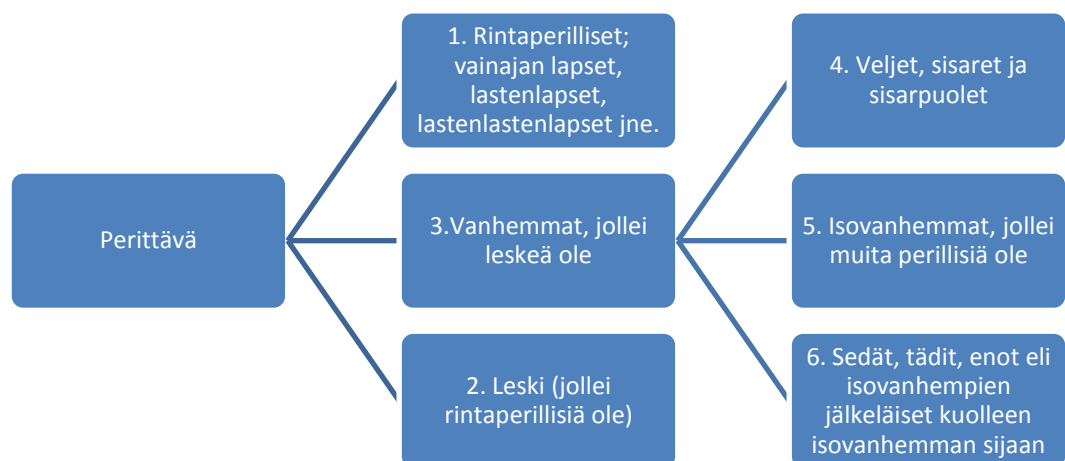 Perittävä
1. Rintaperilliset;
vainajan lapset,
lastenlapset,
lastenlastenlapset jne.
3.Vanhemmat, jollei
leskeä ole
2. Leski (jollei
rintaperillisiä ole)
4. Veljet, sisaret ja
sisarpuolet
5. Isovanhemmat, jollei
muita perillisiä ole
6. Sedät, tädit, enot eli
isovanhempien
jälkeläiset kuolleen
isovanhemman sijaan